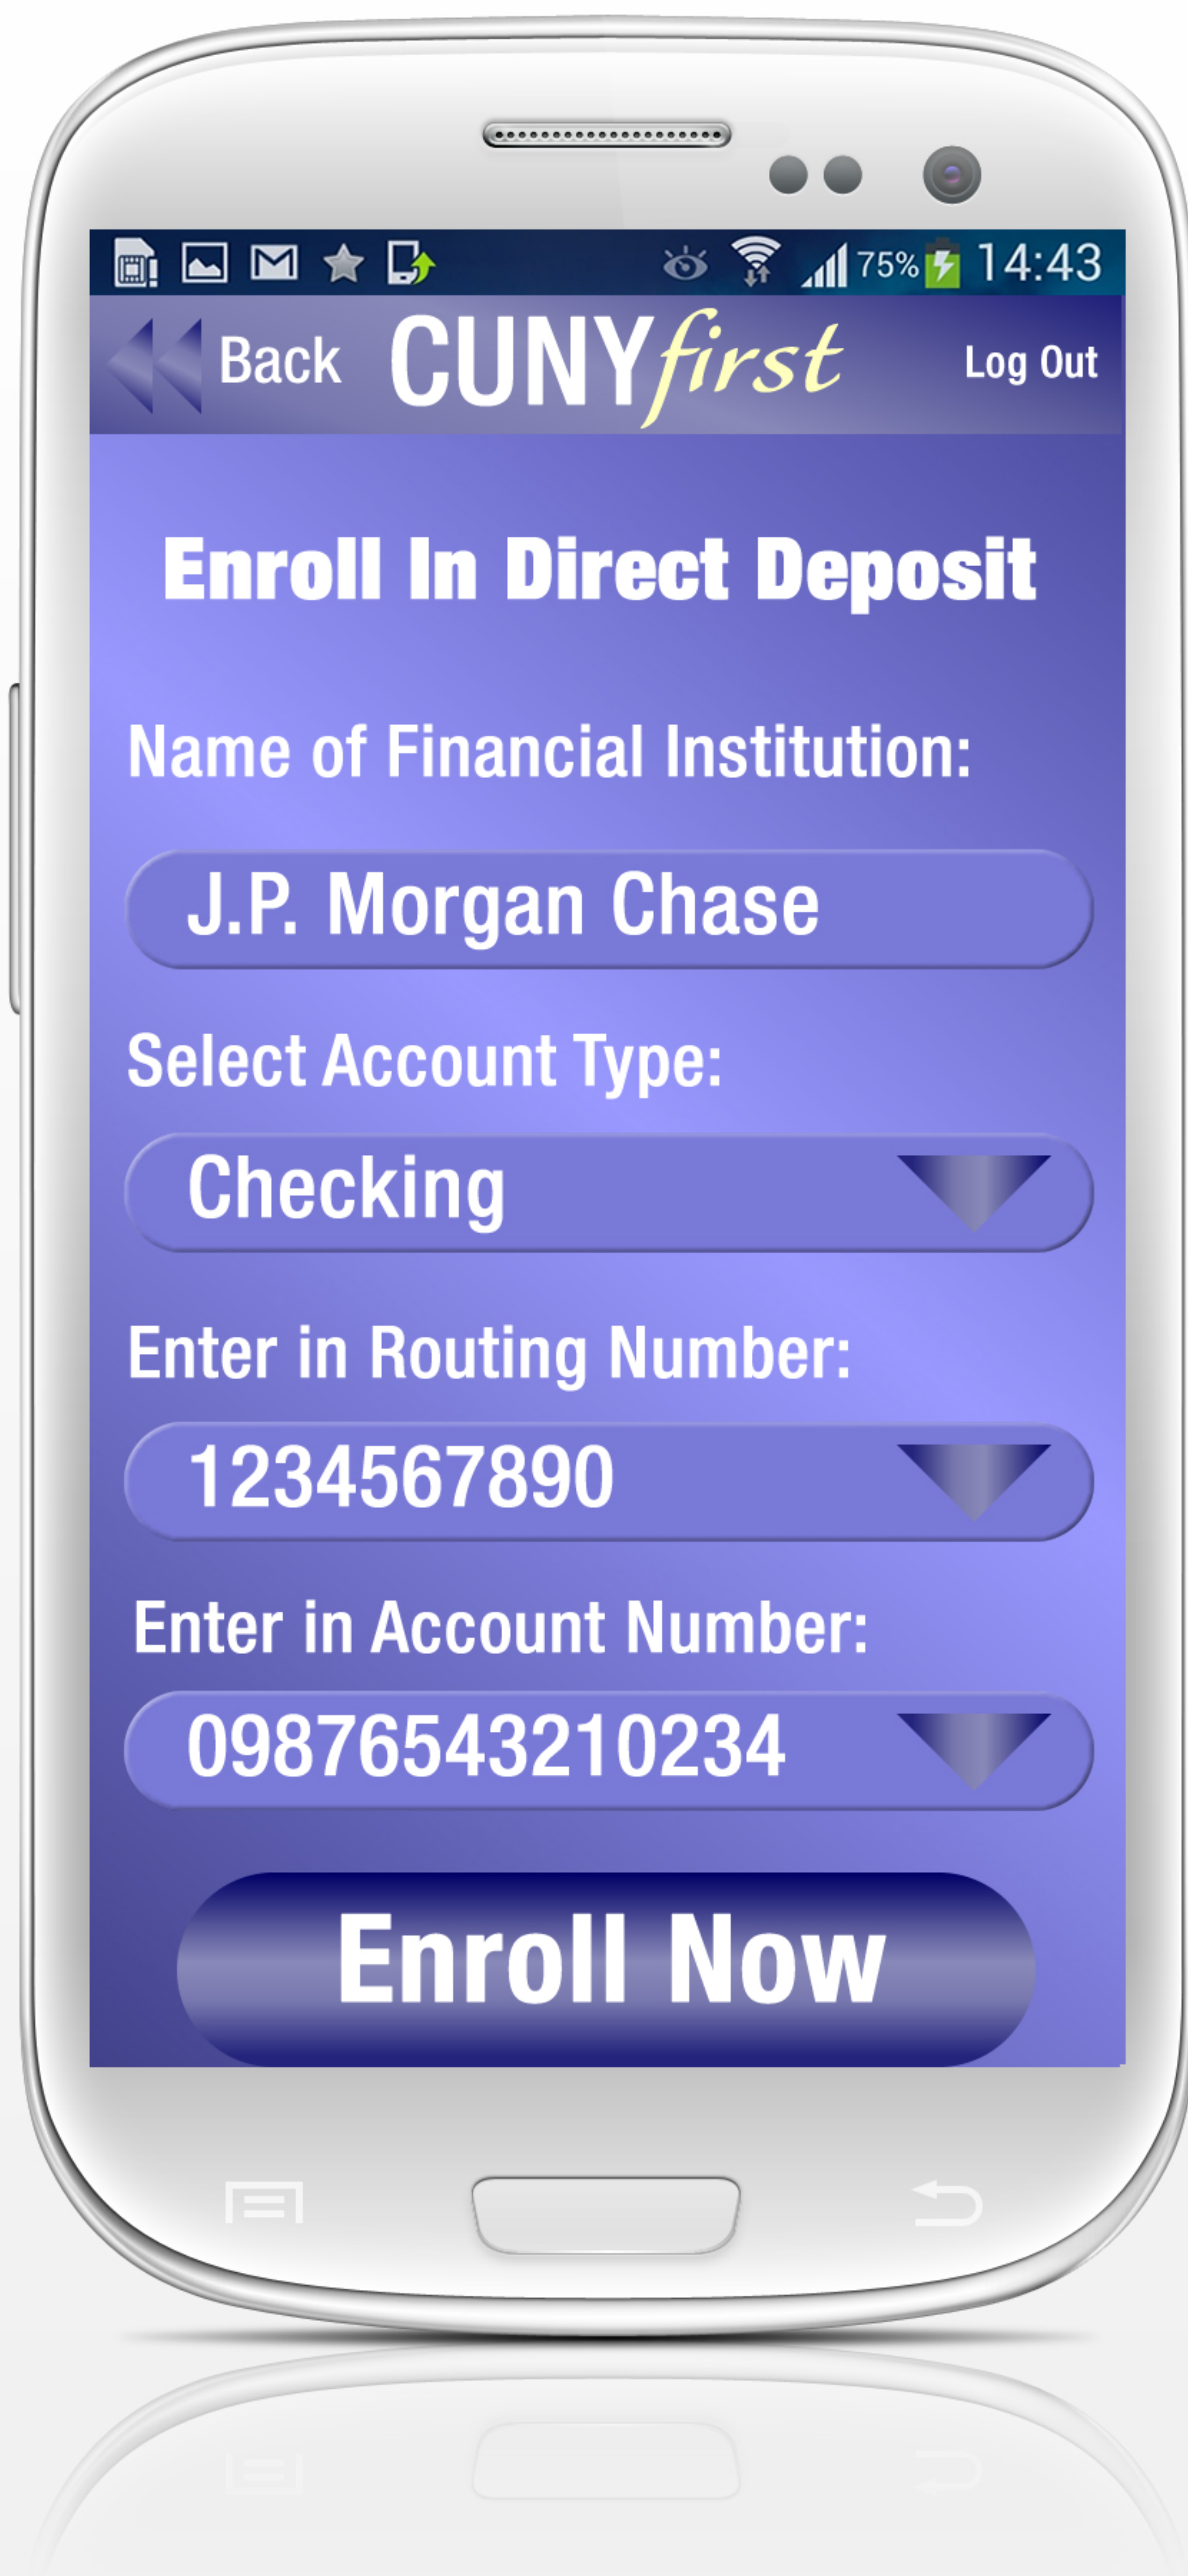 75% 14:43
Back CUNYfirst Log Out
Enroll In Direct Deposit
Name of Financial Institution:
J.P. Morgan Chase
Select Account Type:
Checking
Enter in Routing Number:
1234567890
Enter in Account Number:
09876543210234
Enroll Now